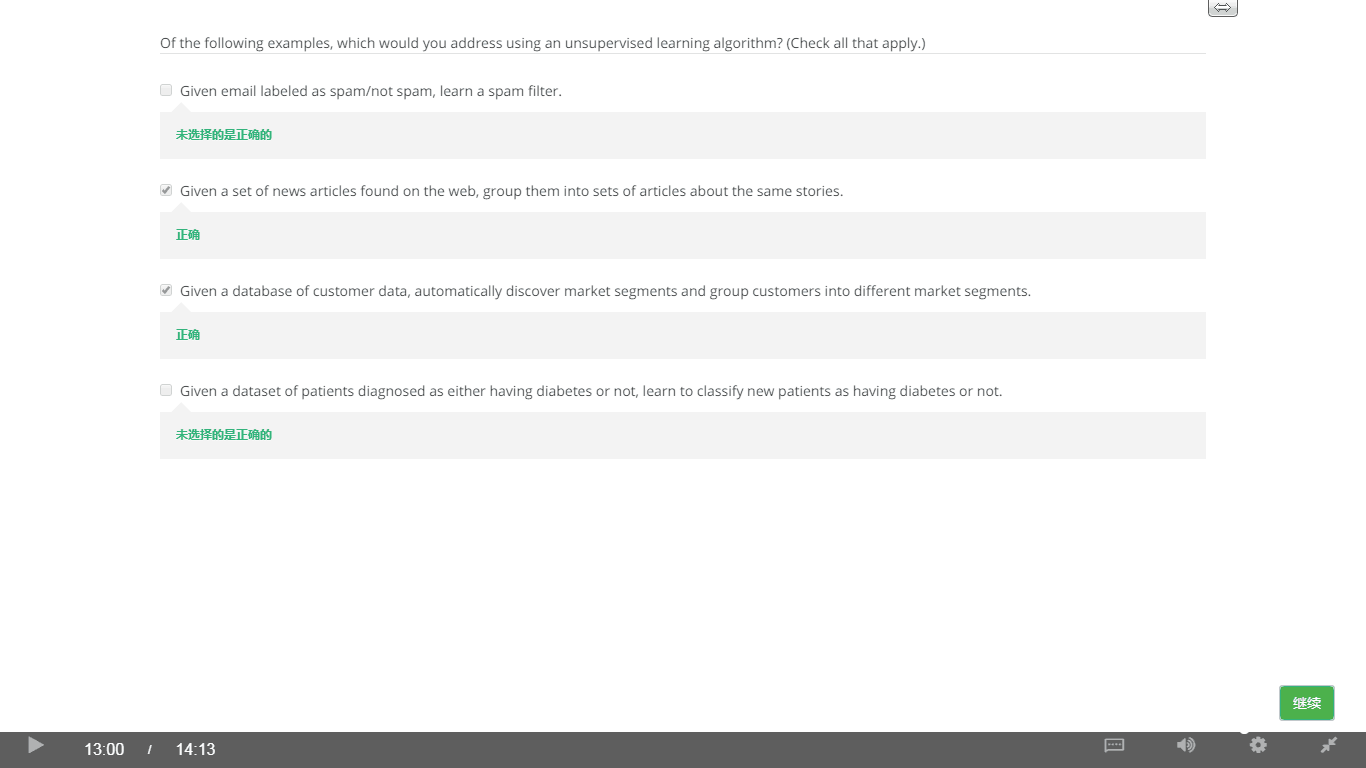 Of the following examples, which would you address using an unsupervised learning algorithm? (Check all that apply.)
Given email labeled as spam/not spam, learn a spam filter.
未选择的是正确的
Given a set of news articles found on the web, group them into sets of articles about the same stories.
正确
Given a database of customer data, automatically discover market segments and group customers into different market segments.
正确
Given a dataset of patients diagnosed as either having diabetes or not, learn to classify new patients as having diabetes or not.
未选择的是正确的
继续
13:00 / 14:13